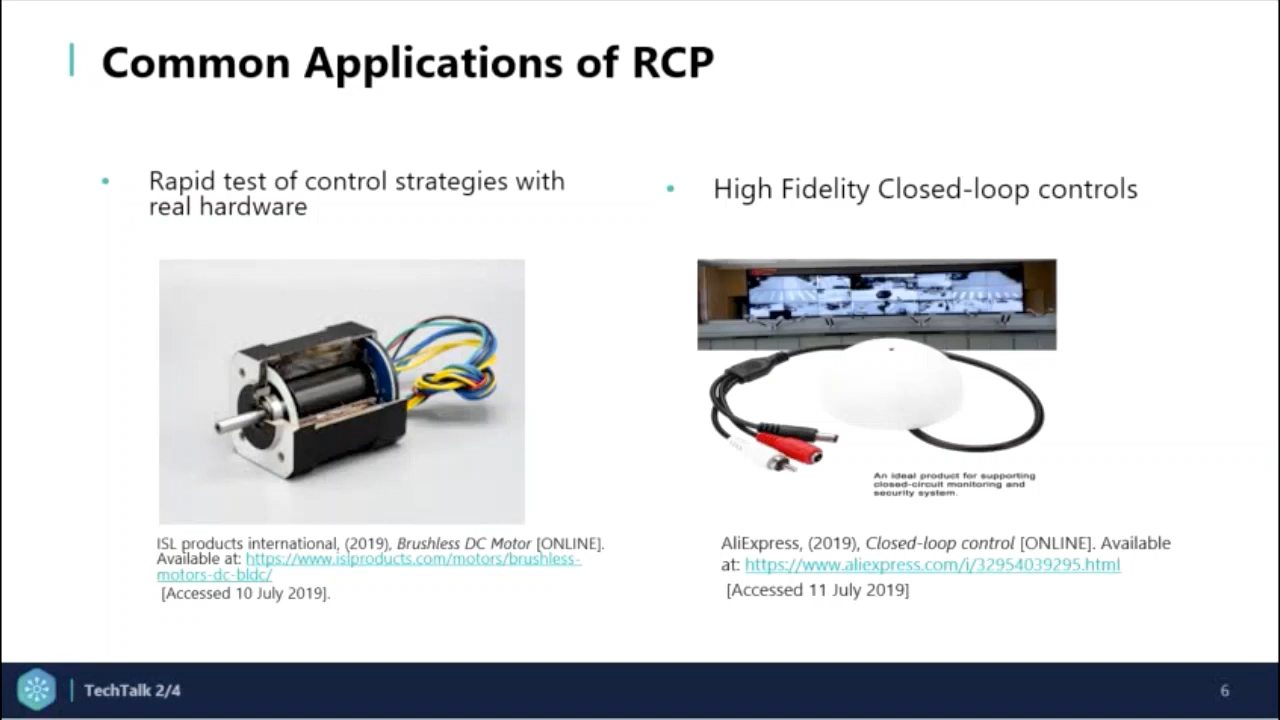 Common Applications of RCP
• Rapid test of control strategies with
real hardware
ISL products international, (2019), Brushless DC Motor [ONLINE].
Available at: https://www.islproducts.com/motors/brushless-
motors-dc-bldc/
[Accessed 10 July 2019].
• High Fidelity Closed-loop controls
An ideal product for supporting
closed-circuit monitoring and
security system.
AliExpress, (2019), Closed-loop control [ONLINE]. Available
at: https://www.aliexpress.com/i/32954039295.html
[Accessed 11 July 2019]
TechTalk 2/4
6